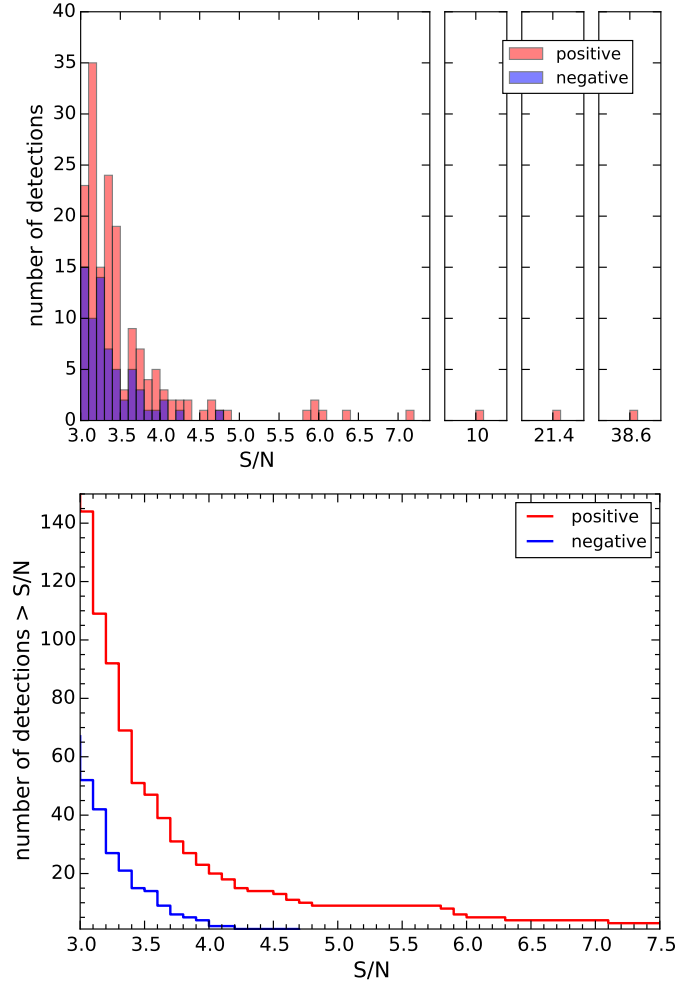 40
35
30
25
20
15
10
5
0
number of detections
positive
negative
3.0 3.5 4.0 4.5 5.0 5.5 6.0 6.5 7.0 10 21.4 38.6
S/N
140
120
100
80
60
40
20
number of detections > S/N
positive
negative
3.0 3.5 4.0 4.5 5.0 5.5 6.0 6.5 7.0 7.5
S/N